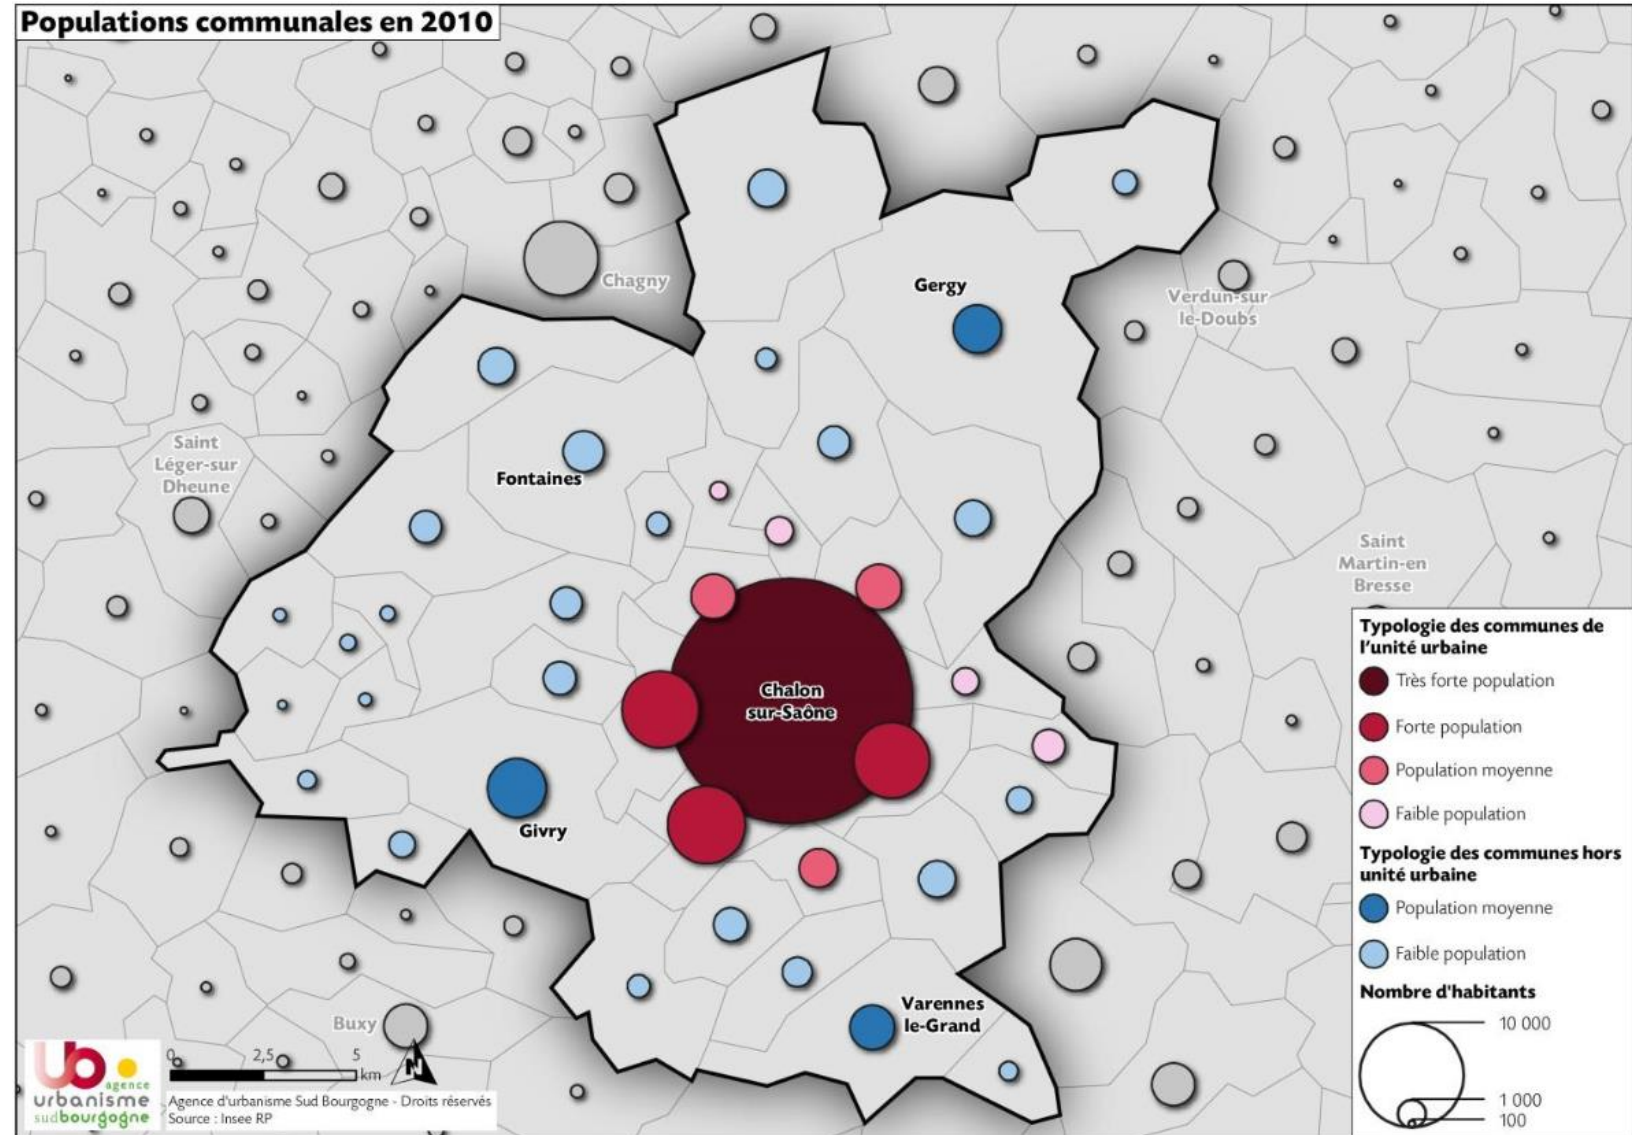 Populations communales en 2010
Chagny
Gergy
Verdun-sur
le-Doubs
Saint
Léger-sur
Dheune
Fontaines
Saint
Martin-en
Bresse
Chalon
sur-Saône
Givry
Varennes
le-Grand
Buxy
Typologie des communes de
l'unité urbaine
Très forte population
Forte population
Population moyenne
Faible population
Typologie des communes hors
unité urbaine
Population moyenne
Faible population
Nombre d'habitants
10 000
1 000
100
ub
agence
urbanisme
sudbourgogne
0 2,5 5
km
N
Agence d'urbanisme Sud Bourgogne - Droits réservés
Source : Insee RP